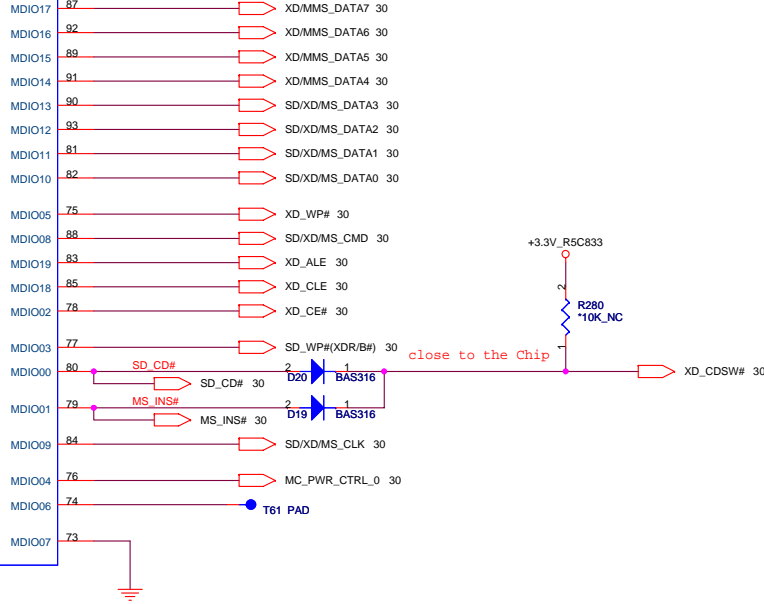 MDIO17 87 XD/MMS_DATA7 30
MDIO16 92 XD/MMS_DATA6 30
MDIO15 89 XD/MMS_DATA5 30
MDIO14 91 XD/MMS_DATA4 30
MDIO13 90 SD/XD/MS_DATA3 30
MDIO12 93 SD/XD/MS_DATA2 30
MDIO11 81 SD/XD/MS_DATA1 30
MDIO10 82 SD/XD/MS_DATA0 30
MDIO05 75 XD_WP# 30
MDIO08 88 SD/XD/MS_CMD 30
+3.3V_R5C833
MDIO19 83 XD_ALE 30
MDIO18 85 XD_CLE 30
2
MDIO02 78 XD_CE# 30
R280
*10K_NC
MDIO03 77 SD_WP#(XDR/B#) 30
1
close to the Chip
MDIO00 80 SD_CD# 2 1 XD_CDSW# 30
D20 BAS316
SD_CD# 30
MDIO01 79 MS_INS# 2 1
D19 BAS316
MS_INS# 30
MDIO09 84 SD/XD/MS_CLK 30
MDIO04 76 MC_PWR_CTRL_0 30
MDIO06 74 T61 PAD
MDIO07 73